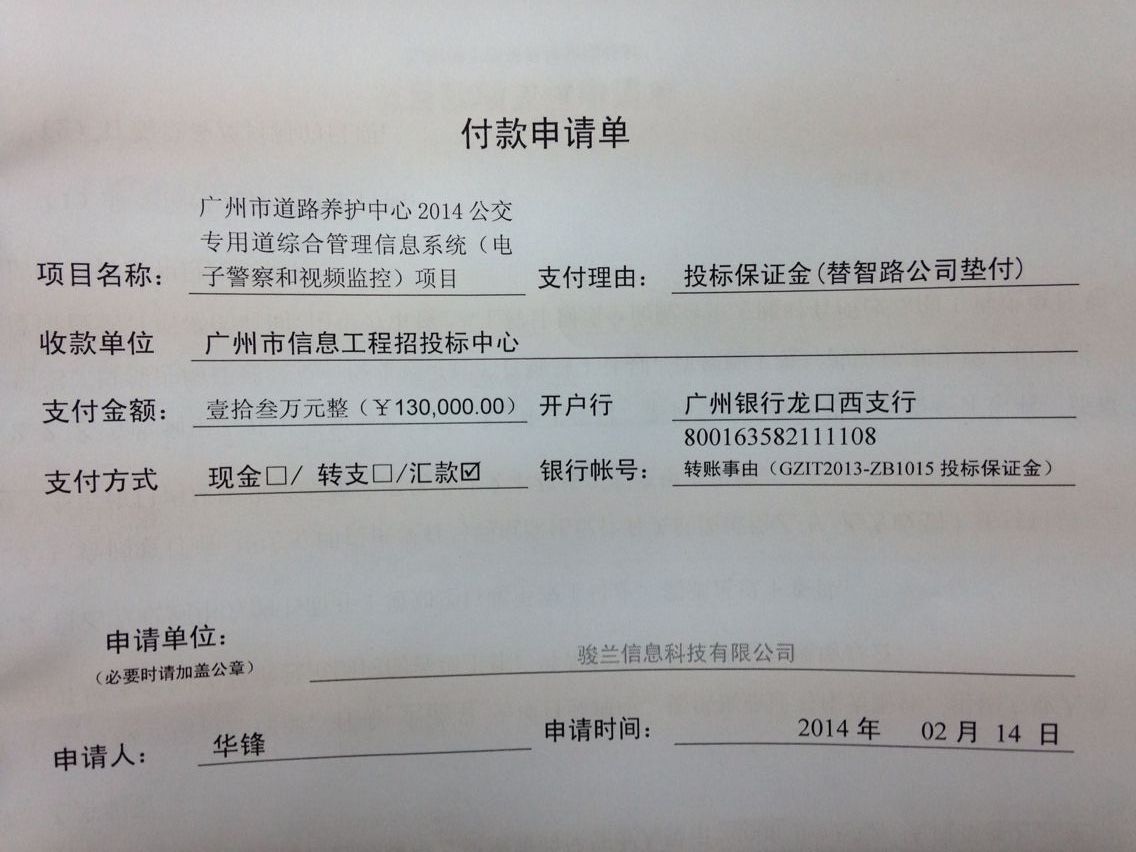 付款申请单
广州市道路养护中心2014公交
专用道综合管理信息系统（电
项目名称： 子警察和视频监控）项目 支付理由： 投标保证金(替智路公司垫付)
收款单位 广州市信息工程招投标中心
支付金额： 壹拾叁万元整（￥130,000.00） 开户行 广州银行龙口西支行
800163582111108
支付方式 现金□/ 转支□/汇款☑ 银行帐号： 转账事由（GZIT2013-ZB1015 投标保证金）
申请单位： 骏兰信息科技有限公司
（必要时请加盖公章）
申请人： 华锋 申请时间： 2014 年 02 月 14 日